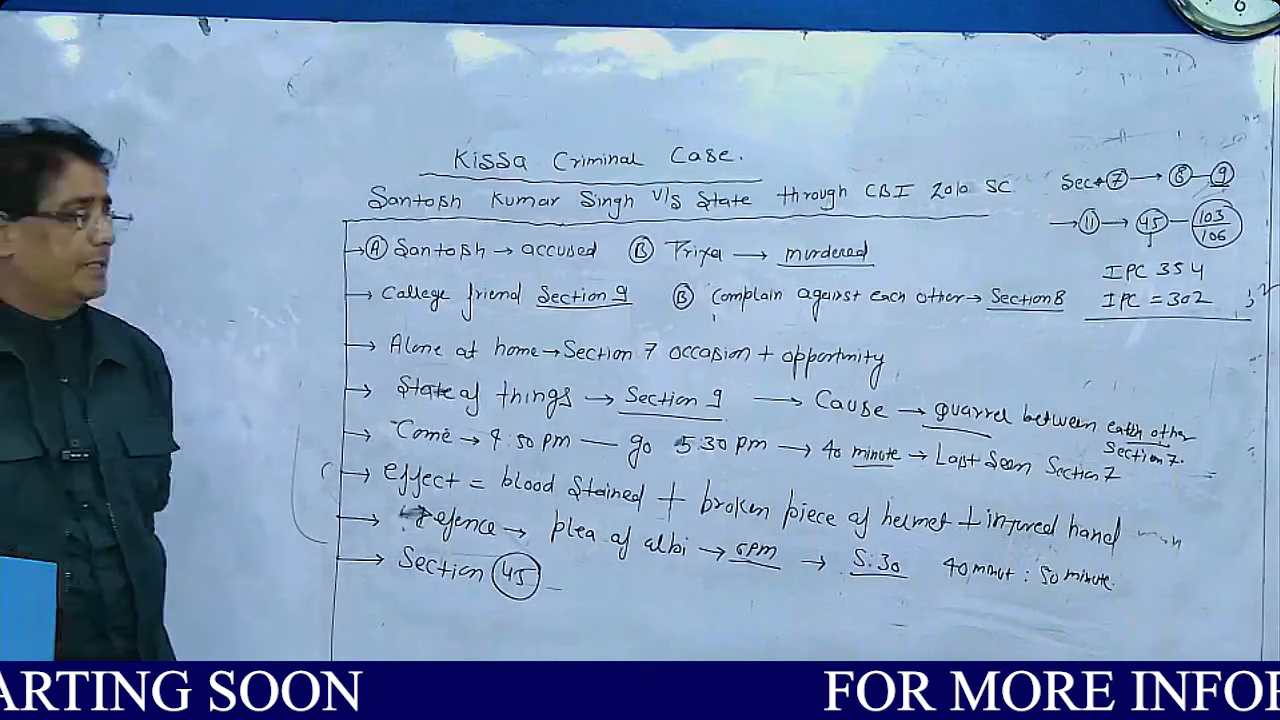 Kissa Criminal Case.
Santosh Kumar Singh V/s State through CBI 2010 SC
Sec 7 → 8 – 9
→ 11 → 45 – 103/106
IPC 354
IPC = 302
→ A Santosh → accused B Priya → murdered
→ College friend Section 9 B Complain against each other → Section 8
→ Alone at home → Section 7 occasion + opportunity
→ State of things → Section 9 → Cause → quarrel between each other
Section 7.
→ Come → 4:50 pm — go 5.30 pm → 40 minute → Last Seen Section 7
→ effect = blood stained + broken piece of helmet + injured hand
→ Defence → plea of albi → 6PM → 5:30 40 minut : 50 minute.
→ Section 45
ARTING SOON FOR MORE INFOR
6